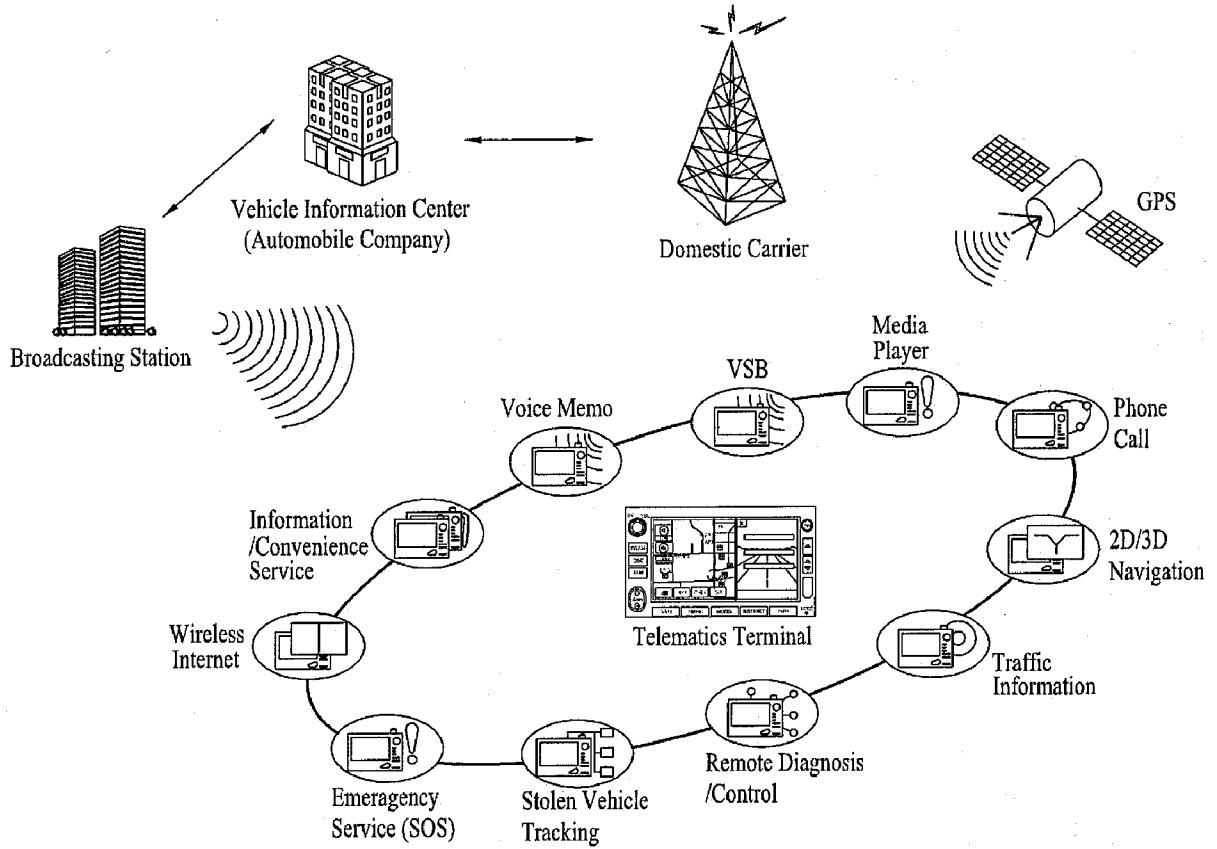 Vehicle Information Center
(Automobile Company)
Domestic Carrier
GPS
Broadcasting Station
Media
Player
VSB
Voice Memo
Phone
Call
Information
/Convenience
Service
2D/3D
Navigation
Telematics Terminal
Wireless
Internet
Traffic
Information
Remote Diagnosis
/Control
Emeragency
Service (SOS)
Stolen Vehicle
Tracking